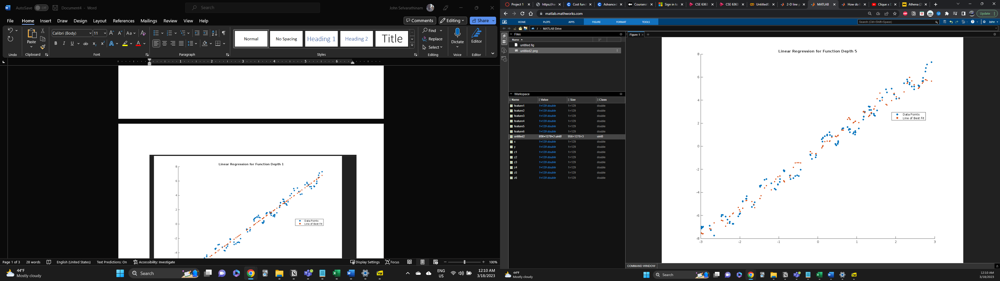 AutoSave Off Document4 - Word Search John Selvarathinam
File Home Insert Draw Design Layout References Mailings Review View Help Comments Editing Share
Paste Calibri (Body) 11 Aa Normal No Spacing Heading 1 Heading 2 Title Find Replace Select Dictate Editor
Undo Clipboard Font Paragraph Styles Editing Voice Editor
1 2 3 4 5 6
Linear Regression for Function Depth 1
8
6
4
2
0
-2
-4
Data Points
Line of Best Fit
Page 1 of 3 28 words English (United States) Text Predictions: On Accessibility: Investigate Display Settings Focus 100%
44°F
Mostly cloudy
Search
ENG
US
12:10 AM
3/18/2023
Project 1 https://ra Cost funct Advanced Coursera' Sign in to CSE 6363 CSE 6363 Untitled0. 2-D line p MATLAB How do I Clique x D Athena (2
matlab.mathworks.com Update
HOME PLOTS APPS FIGURE FORMAT TOOLS Search (Ctrl+Shift+Space) John
/ MATLAB Drive
Files
Name
untitled.fig
untitled2.png
Workspace
Name Value Size Class
feature1 1×129 double 1×129 double
feature2 1×129 double 1×129 double
feature3 1×129 double 1×129 double
feature4 1×129 double 1×129 double
feature5 1×129 double 1×129 double
feature6 1×129 double 1×129 double
untitled2 956×1278×3 uint8 956×1278×3 uint8
x 1×129 double 1×129 double
y 1×129 double 1×129 double
z1 1×129 double 1×129 double
z2 1×129 double 1×129 double
z3 1×129 double 1×129 double
z4 1×129 double 1×129 double
z5 1×129 double 1×129 double
z6 1×129 double 1×129 double
Figure 1
Linear Regression for Function Depth 5
8
6
4
2
0
-2
-4
-6
-8
-3 -2 -1 0 1 2 3
Data Points
Line of Best Fit
COMMAND WINDOW
44°F
Mostly cloudy
Search
12:10 AM
3/18/2023